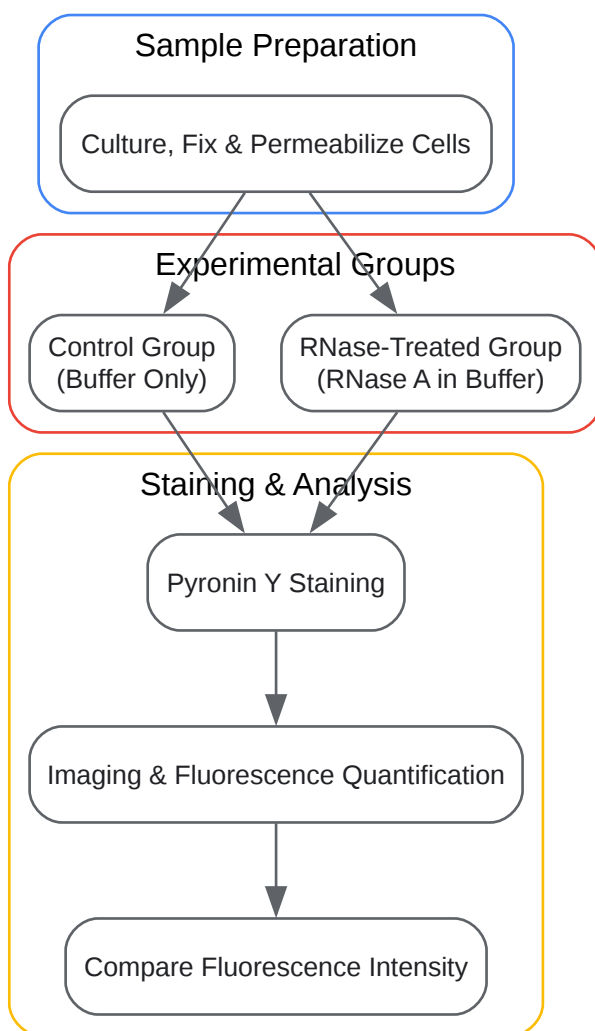 Sample Preparation
Culture, Fix & Permeabilize Cells
Experimental Groups
Control Group
(Buffer Only)
RNase-Treated Group
(RNase A in Buffer)
Staining & Analysis
Pyronin Y Staining
Imaging & Fluorescence Quantification
Compare Fluorescence Intensity